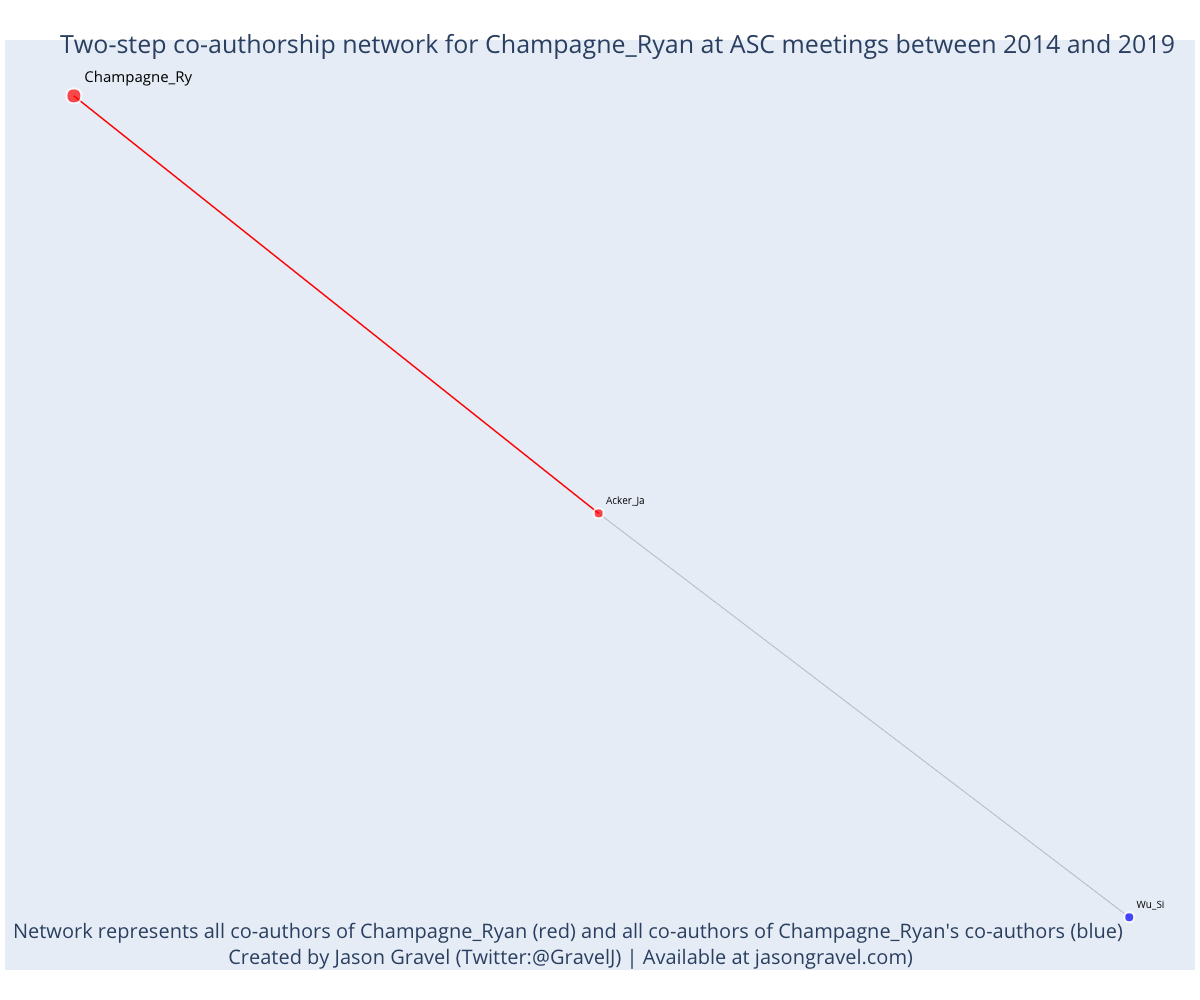 Two-step co-authorship network for Champagne_Ryan at ASC meetings between 2014 and 2019
Champagne_Ry
Acker_Ja
Wu_Si
Network represents all co-authors of Champagne_Ryan (red) and all co-authors of Champagne_Ryan's co-authors (blue)
Created by Jason Gravel (Twitter:@GravelJ) | Available at jasongravel.com)